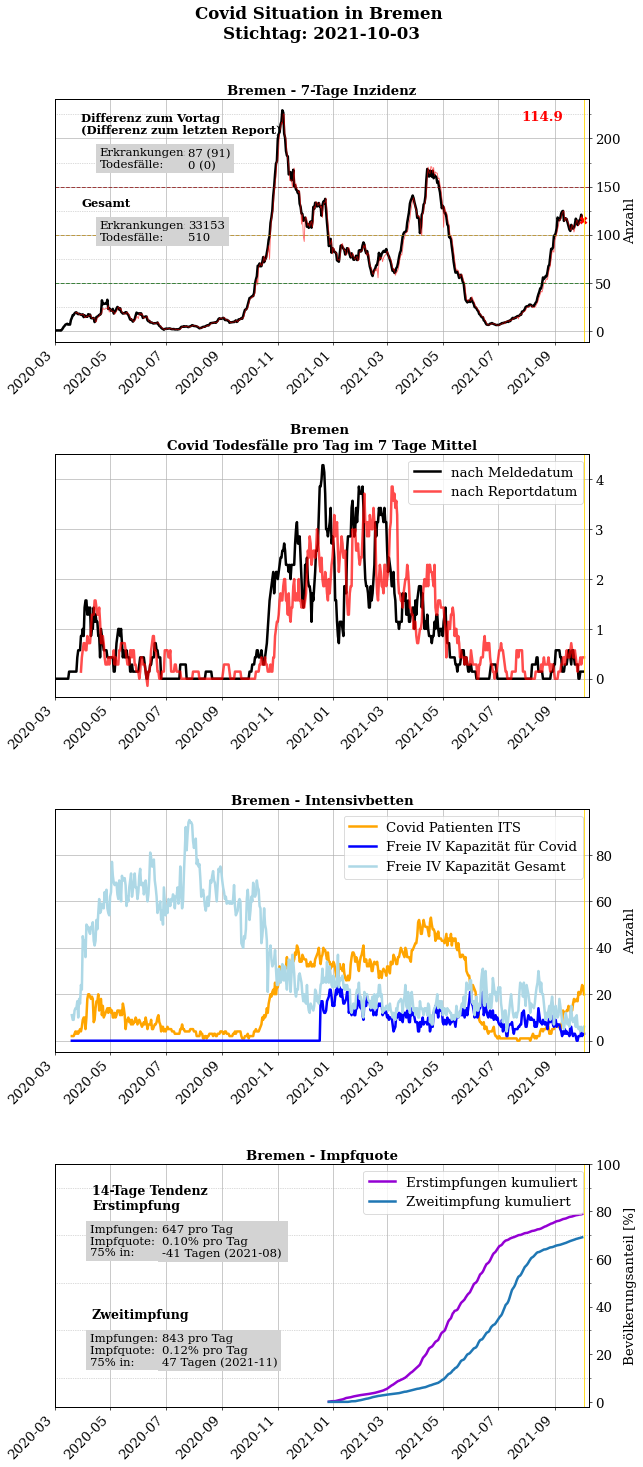 Covid Situation in Bremen
Stichtag: 2021-10-03
Bremen - 7-Tage Inzidenz
Differenz zum Vortag
(Differenz zum letzten Report)
Erkrankungen 87 (91)
Todesfälle: 0 (0)
Gesamt
Erkrankungen 33153
Todesfälle: 510
114.9
200
150
100
50
0
Anzahl
2020-03
2020-05
2020-07
2020-09
2020-11
2021-01
2021-03
2021-05
2021-07
2021-09
Bremen
Covid Todesfälle pro Tag im 7 Tage Mittel
nach Meldedatum
nach Reportdatum
4
3
2
1
0
2020-03
2020-05
2020-07
2020-09
2020-11
2021-01
2021-03
2021-05
2021-07
2021-09
Bremen - Intensivbetten
Covid Patienten ITS
Freie IV Kapazität für Covid
Freie IV Kapazität Gesamt
80
60
40
20
0
Anzahl
2020-03
2020-05
2020-07
2020-09
2020-11
2021-01
2021-03
2021-05
2021-07
2021-09
Bremen - Impfquote
14-Tage Tendenz
Erstimpfung
Impfungen: 647 pro Tag
Impfquote: 0.10% pro Tag
75% in: -41 Tagen (2021-08)
Zweitimpfung
Impfungen: 843 pro Tag
Impfquote: 0.12% pro Tag
75% in: 47 Tagen (2021-11)
Erstimpfungen kumuliert
Zweitimpfung kumuliert
100
80
60
40
20
0
Bevölkerungsanteil [%]
2020-03
2020-05
2020-07
2020-09
2020-11
2021-01
2021-03
2021-05
2021-07
2021-09